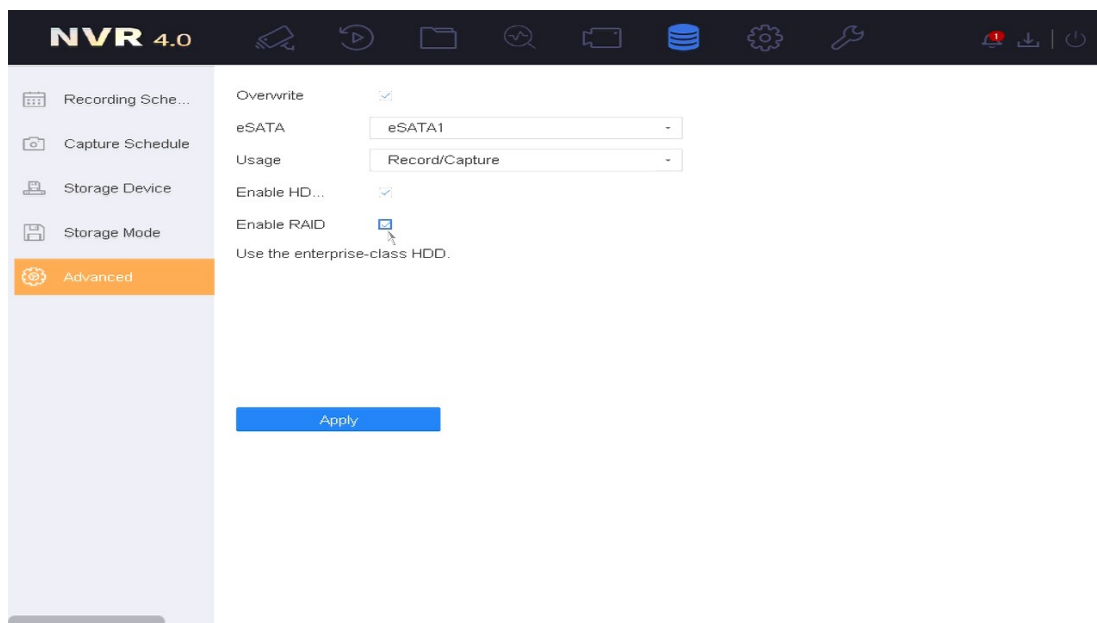 NVR 4.0
1
Recording Sche...
Capture Schedule
Storage Device
Storage Mode
Advanced
Overwrite
eSATA eSATA1
Usage Record/Capture
Enable HD...
Enable RAID
Use the enterprise-class HDD.
Apply